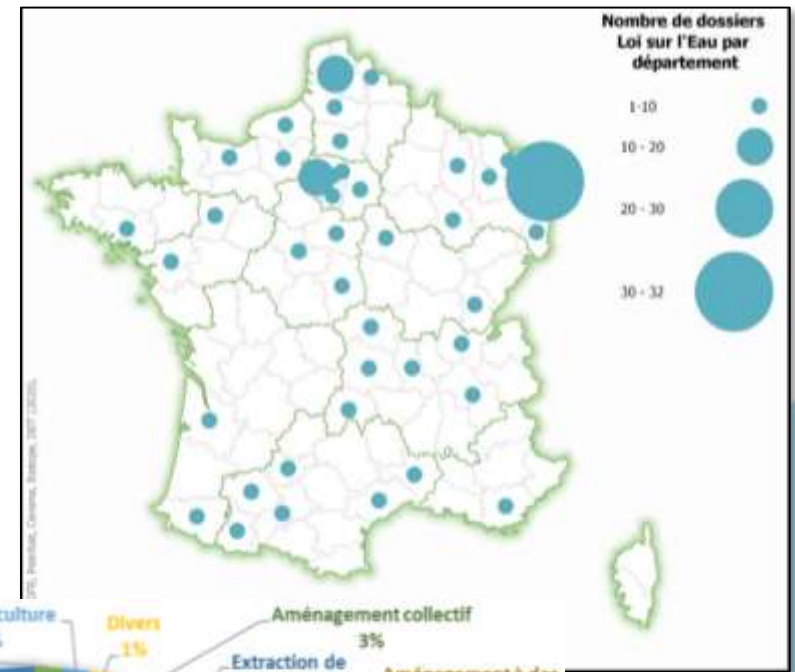 Nombre de dossiers
Loi sur l'Eau par
département
1-10
10 - 20
20 - 30
30 - 32
culture
Divers
1%
Aménagement collectif
3%
Extraction de